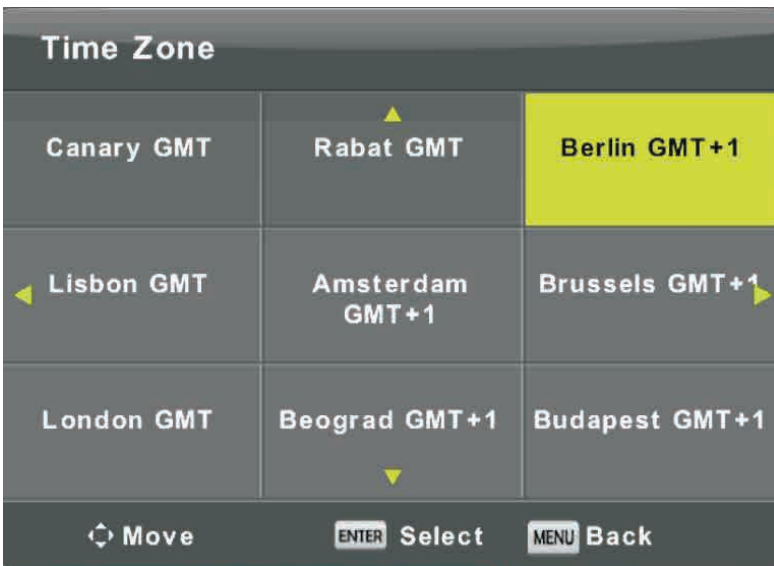 Time Zone
Canary GMT
Rabat GMT
Berlin GMT+1
Lisbon GMT
Amsterdam
GMT+1
Brussels GMT+1
London GMT
Beograd GMT+1
Budapest GMT+1
Move
ENTER Select
MENU Back